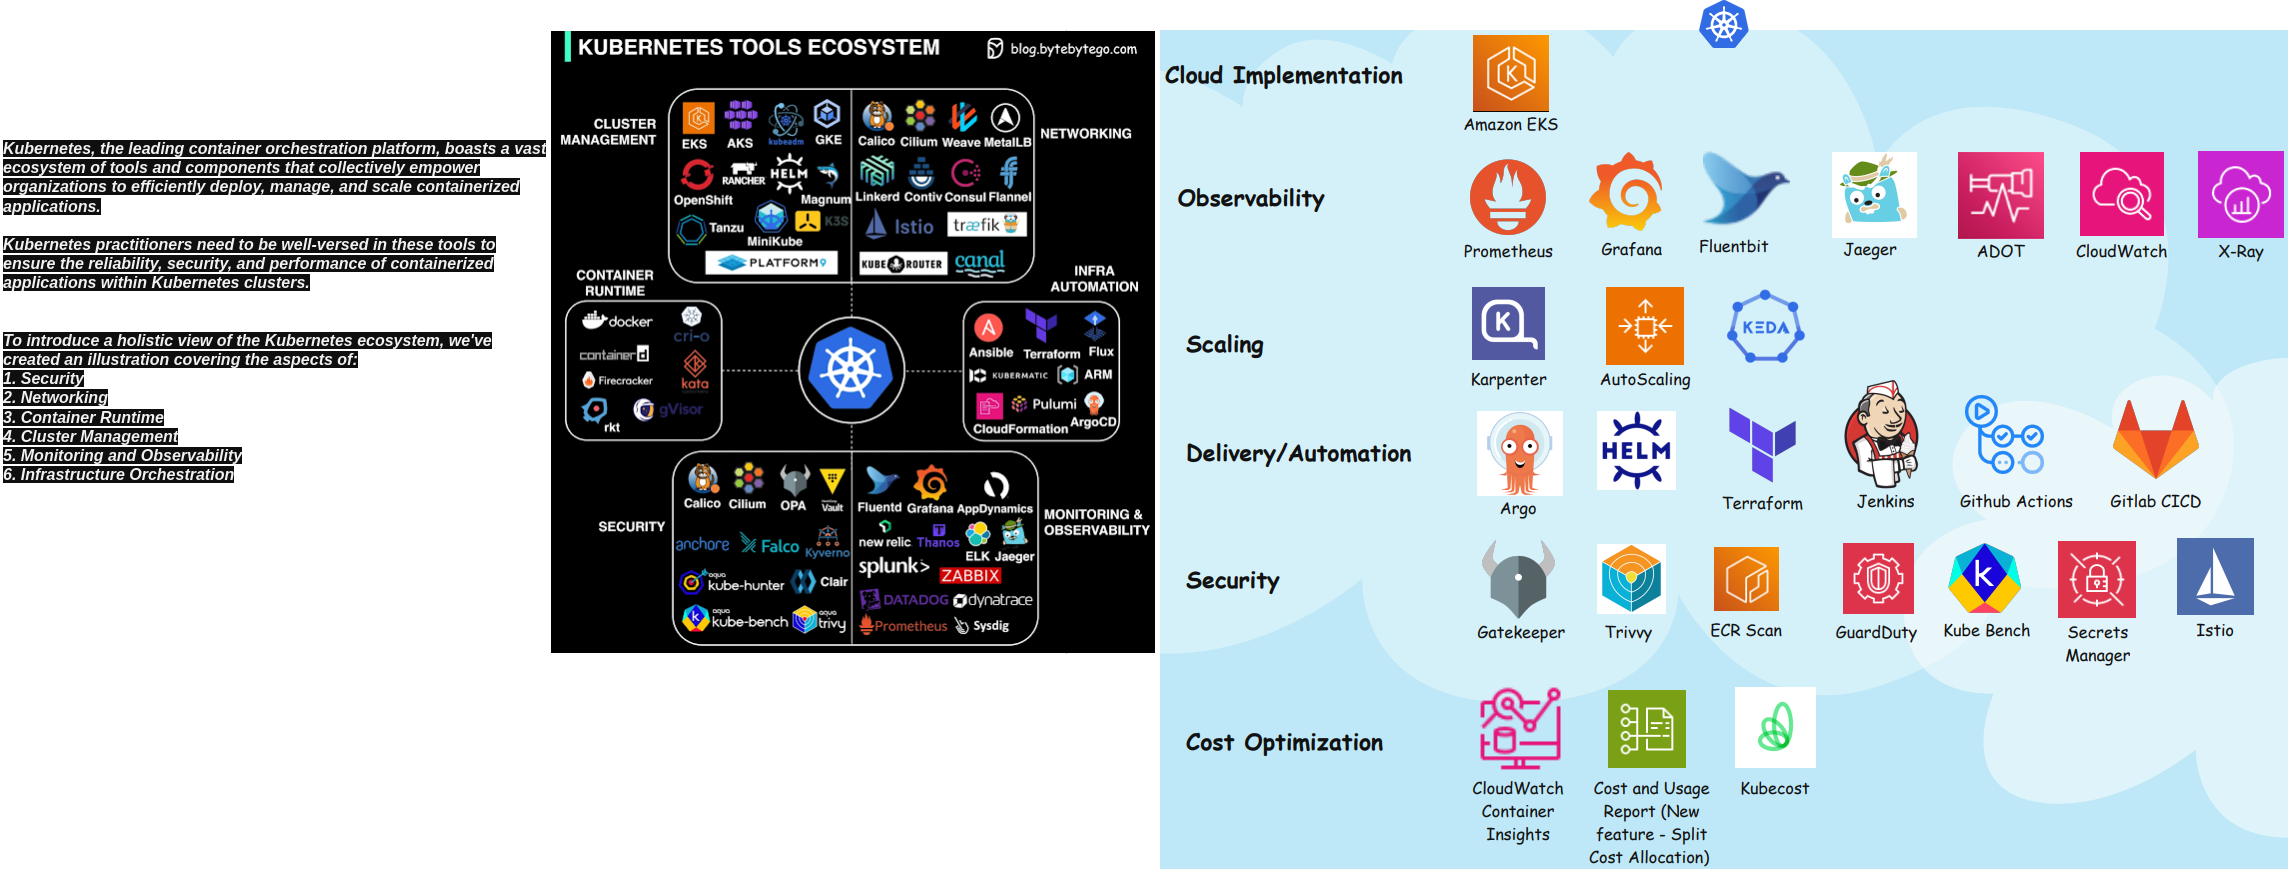 Kubernetes, the leading container orchestration platform, boasts a vast
ecosystem of tools and components that collectively empower
organizations to efficiently deploy, manage, and scale containerized
applications.
Kubernetes practitioners need to be well-versed in these tools to
ensure the reliability, security, and performance of containerized
applications within Kubernetes clusters.
To introduce a holistic view of the Kubernetes ecosystem, we've
created an illustration covering the aspects of:
1. Security
2. Networking
3. Container Runtime
4. Cluster Management
5. Monitoring and Observability
6. Infrastructure Orchestration
KUBERNETES TOOLS ECOSYSTEM
blog.bytebytego.com
CLUSTER
MANAGEMENT
EKS
AKS
kubeadm
GKE
OpenShift
RANCHER
HELM
Magnum
Tanzu
MiniKube
K3S
PLATFORM9
NETWORKING
Calico
Cilium
Weave
MetalLB
Linkerd
Contiv
Consul
Flannel
Istio
træfik
KUBE ROUTER
canal
CONTAINER
RUNTIME
docker
cri-o
containerd
kata
Firecracker
rkt
gVisor
INFRA
AUTOMATION
Ansible
Terraform
Flux
KUBERMATIC
ARM
CloudFormation
Pulumi
ArgoCD
SECURITY
Calico
Cilium
OPA
Vault
anchore
Falco
Kyverno
aqua
kube-hunter
Clair
aqua
kube-bench
aqua
trivy
MONITORING &
OBSERVABILITY
Fluentd
Grafana
AppDynamics
new relic
Thanos
ELK
Jaeger
splunk>
ZABBIX
DATADOG
dynatrace
Prometheus
Sysdig
Cloud Implementation
Amazon EKS
Observability
Prometheus
Grafana
Fluentbit
Jaeger
ADOT
CloudWatch
X-Ray
Scaling
KEDA
Karpenter
AutoScaling
Delivery/Automation
HELM
Argo
Terraform
Jenkins
Github Actions
Gitlab CICD
Security
Gatekeeper
Trivvy
ECR Scan
GuardDuty
Kube Bench
Secrets
Manager
Istio
Cost Optimization
CloudWatch
Container
Insights
Cost and Usage
Report (New
feature - Split
Cost Allocation)
Kubecost